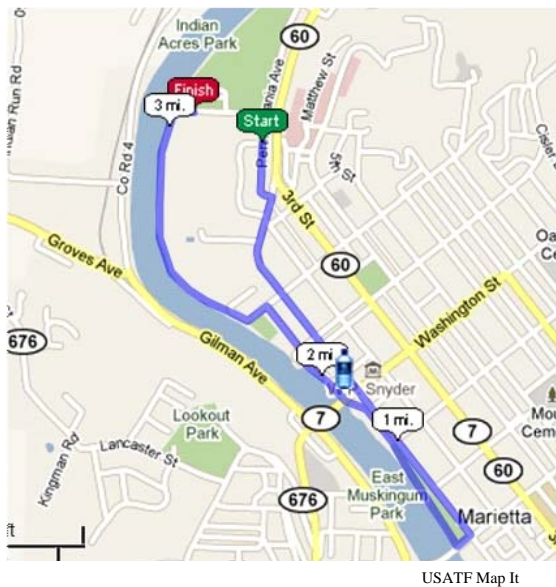 Indian
Acres Park
60
Matthew St
Finish
3 mi.
Start
5th St
Co Rd 4
3rd St
60
Groves Ave
Washington St
676
Gilman Ave
2 mi
Snyder
Lookout
Park
7
1 mi.
Kingman Rd
Lancaster St
7
East
Muskingum
Park
676
60
Marietta
USATF Map It